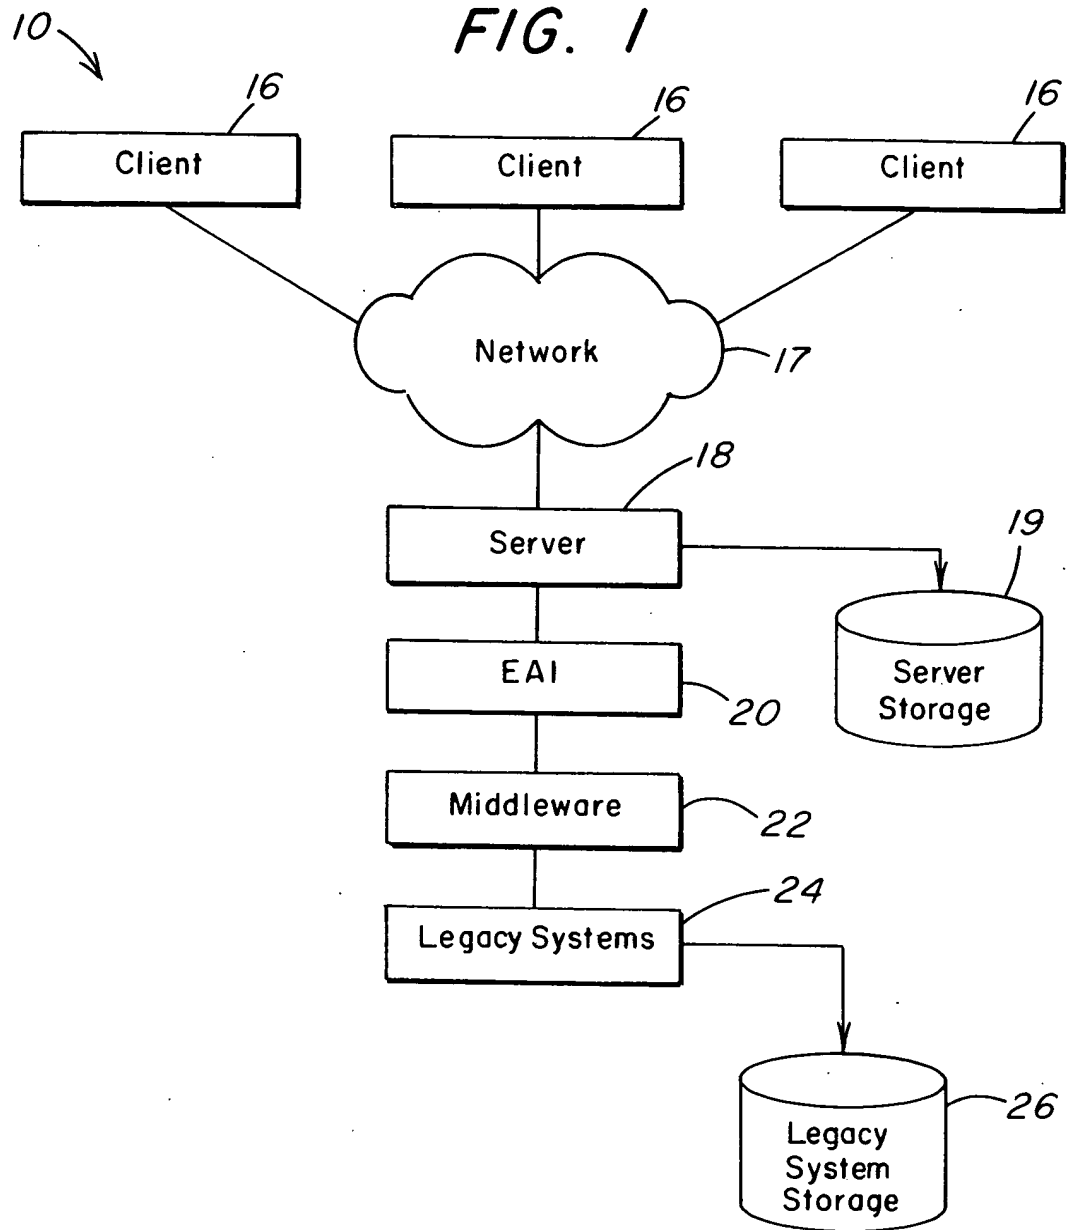 FIG. 1
10
16
16
16
Client
Client
Client
Network
17
18
Server
19
EAI
20
Server
Storage
Middleware
22
24
Legacy Systems
26
Legacy
System
Storage